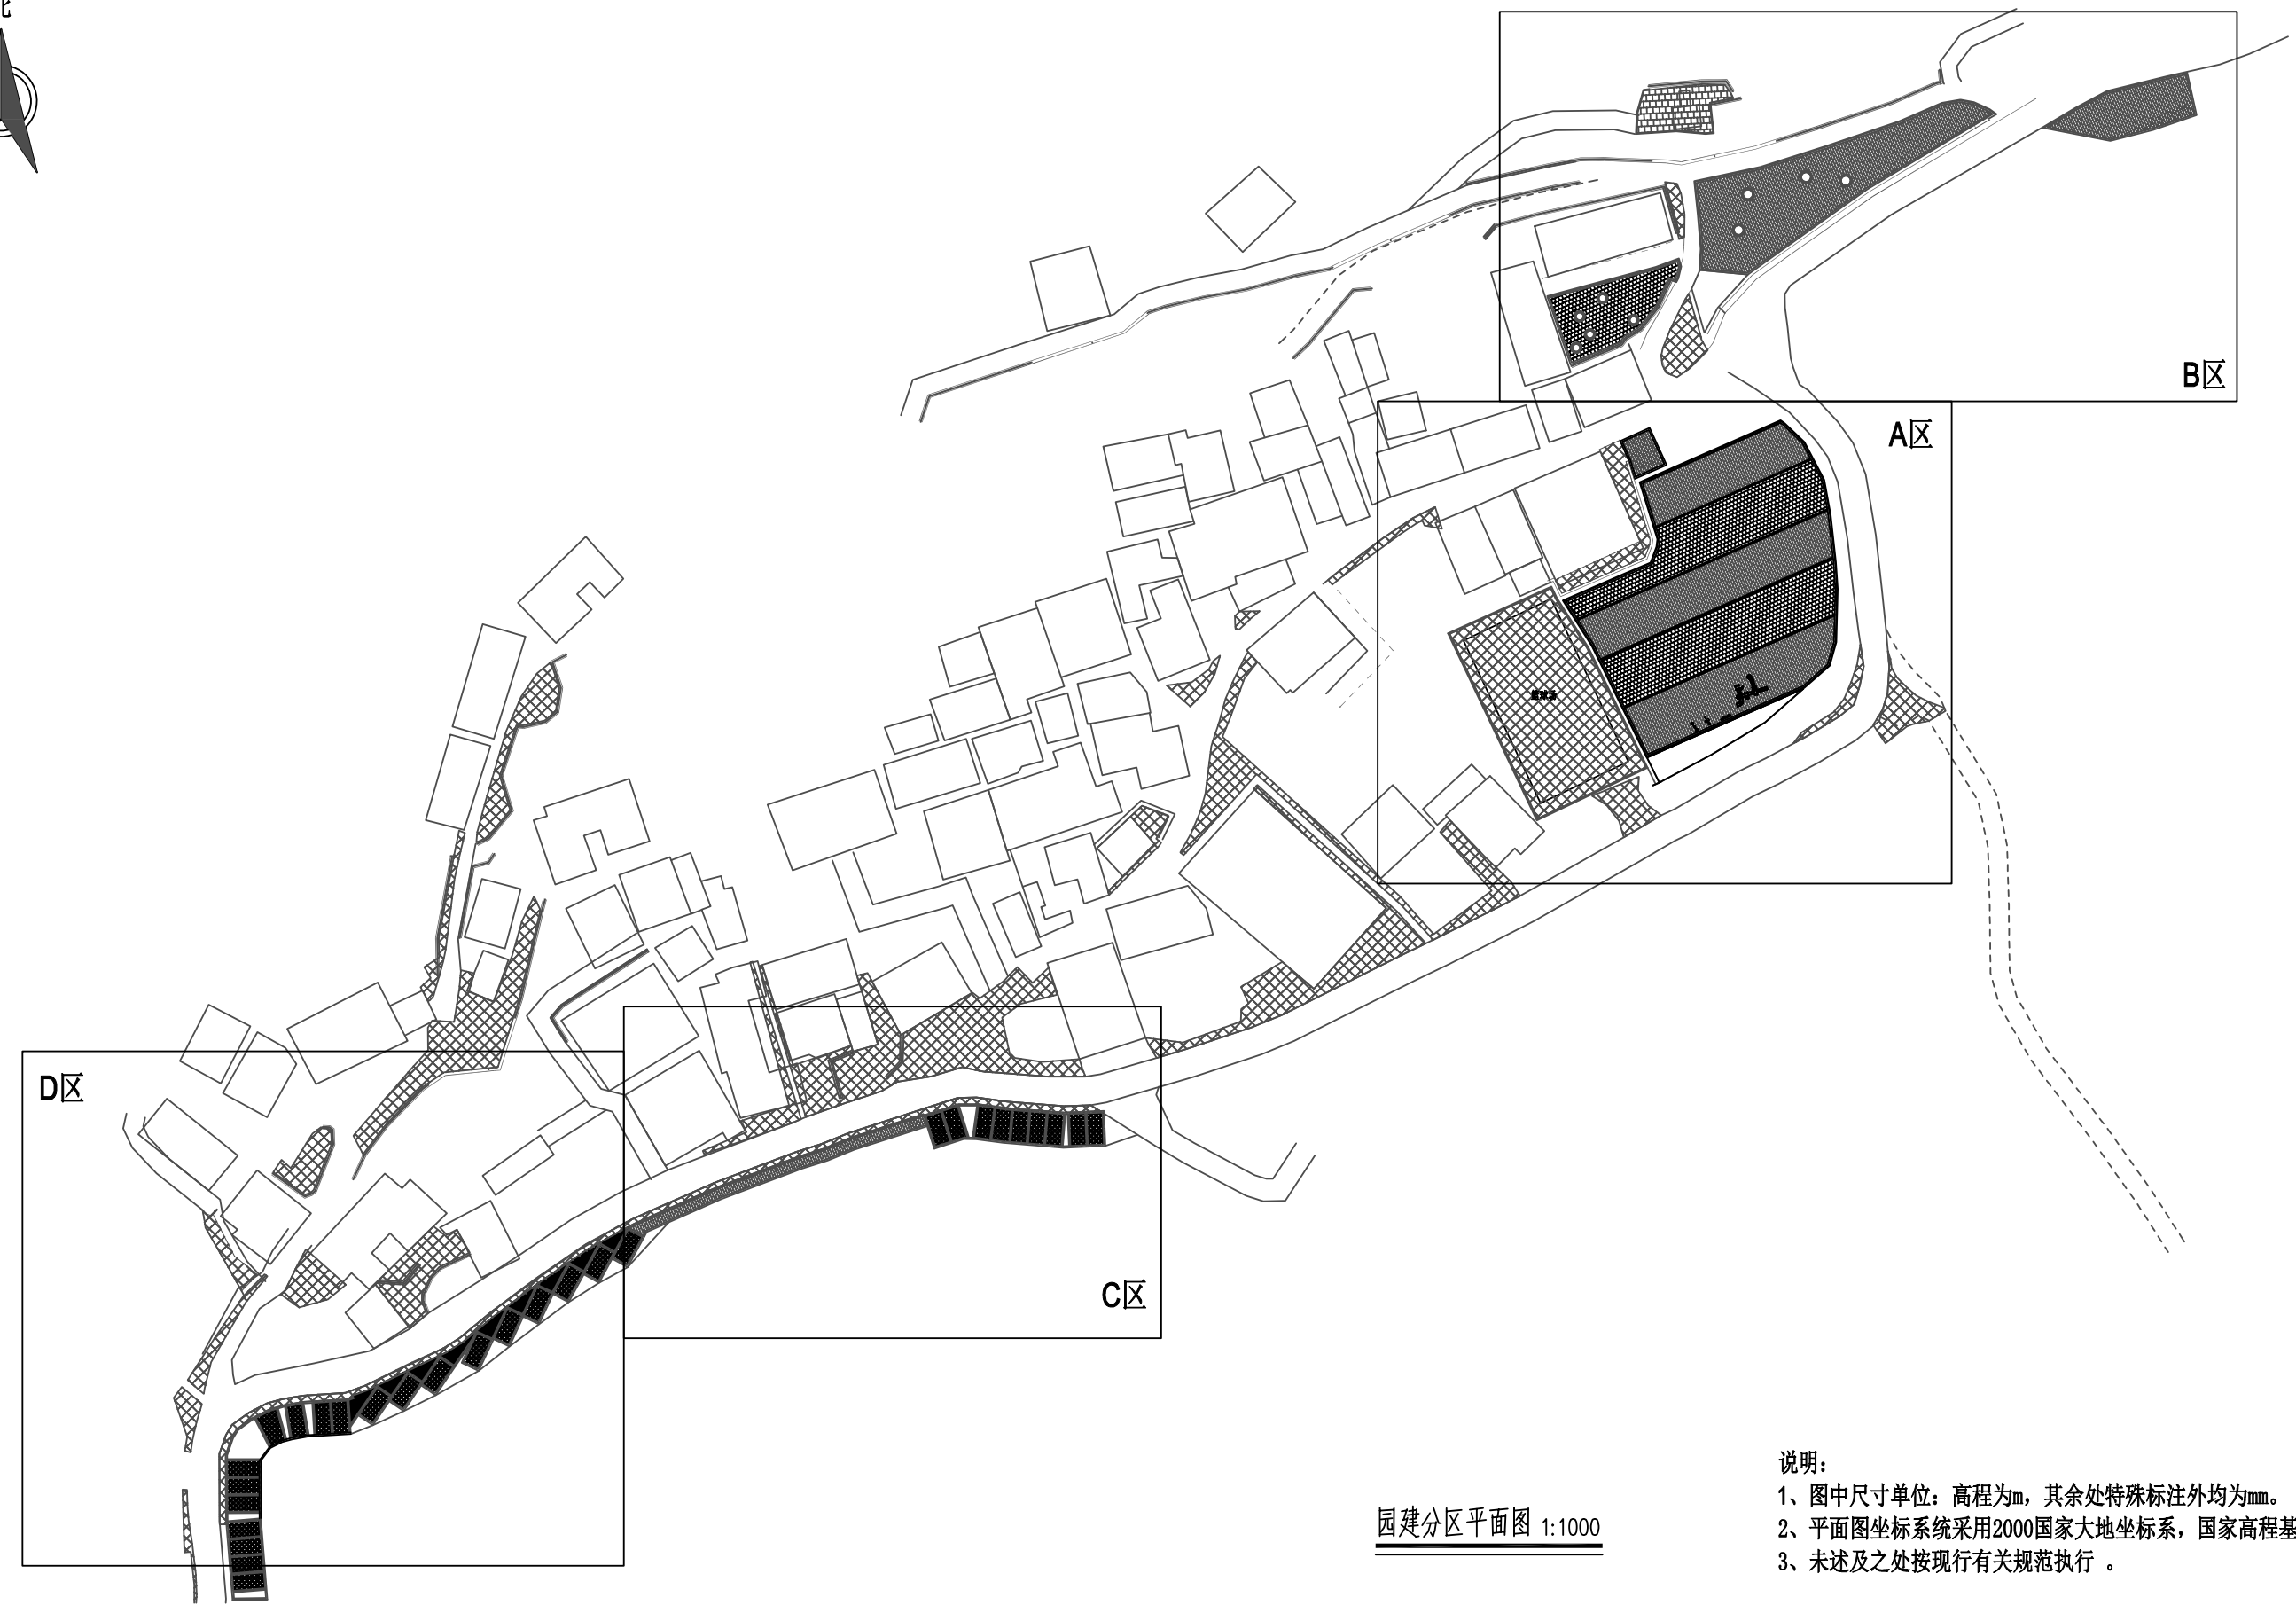 北
B区
A区
篮球场
D区
C区
园建分区平面图 1:1000
说明：
1、图中尺寸单位：高程为m，其余处特殊标注外均为mm。
2、平面图坐标系统采用2000国家大地坐标系，国家高程基
3、未述及之处按现行有关规范执行 。